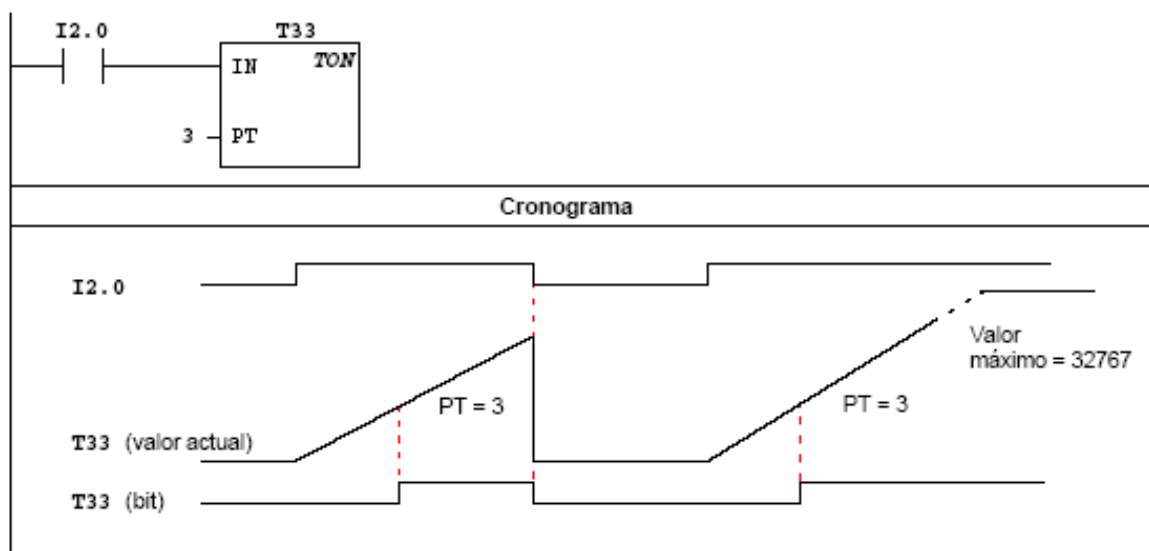 I2.0
T33
IN TON
3 PT
Cronograma
I2.0
Valor
máximo = 32767
PT = 3
PT = 3
T33 (valor actual)
T33 (bit)